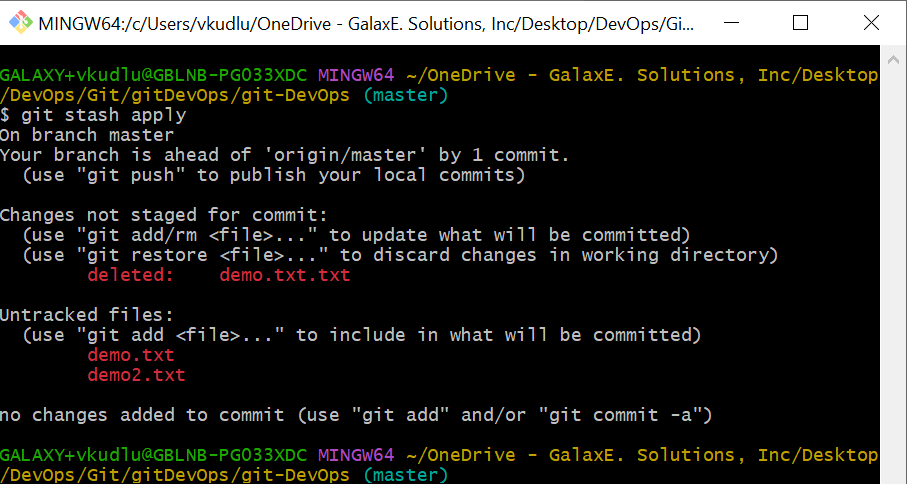 MINGW64:/c/Users/vkudlu/OneDrive - GalaxE. Solutions, Inc/Desktop/DevOps/Gi...
GALAXY+vkudlu@GBLNB-PG033XDC MINGW64 ~/OneDrive - GalaxE. Solutions, Inc/Desktop
/DevOps/Git/gitDevOps/git-DevOps (master)
$ git stash apply
On branch master
Your branch is ahead of 'origin/master' by 1 commit.
  (use "git push" to publish your local commits)
Changes not staged for commit:
  (use "git add/rm <file>..." to update what will be committed)
  (use "git restore <file>..." to discard changes in working directory)
        deleted:    demo.txt.txt
Untracked files:
  (use "git add <file>..." to include in what will be committed)
        demo.txt
        demo2.txt
no changes added to commit (use "git add" and/or "git commit -a")
GALAXY+vkudlu@GBLNB-PG033XDC MINGW64 ~/OneDrive - GalaxE. Solutions, Inc/Desktop
/DevOps/Git/gitDevOps/git-DevOps (master)